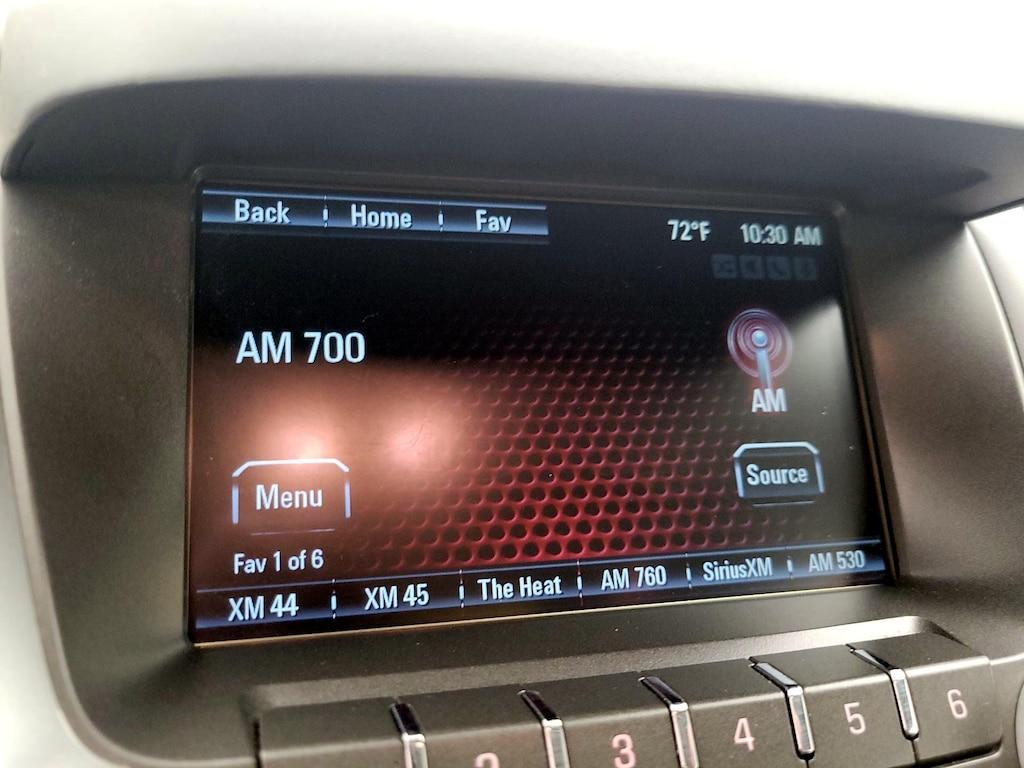 Back Home Fav
72°F 10:30 AM
AM 700
AM
Menu
Source
Fav 1 of 6
XM 44 XM 45 The Heat AM 760 SiriusXM AM 530
2 3 4 5 6